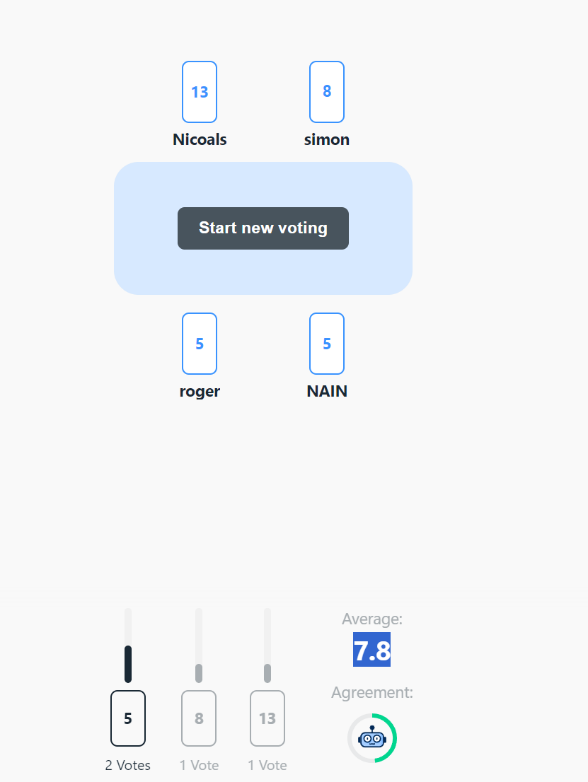 13 8
Nicoals simon
Start new voting
5 5
roger NAIN
Average:
7.8
Agreement:
5 8 13
2 Votes 1 Vote 1 Vote